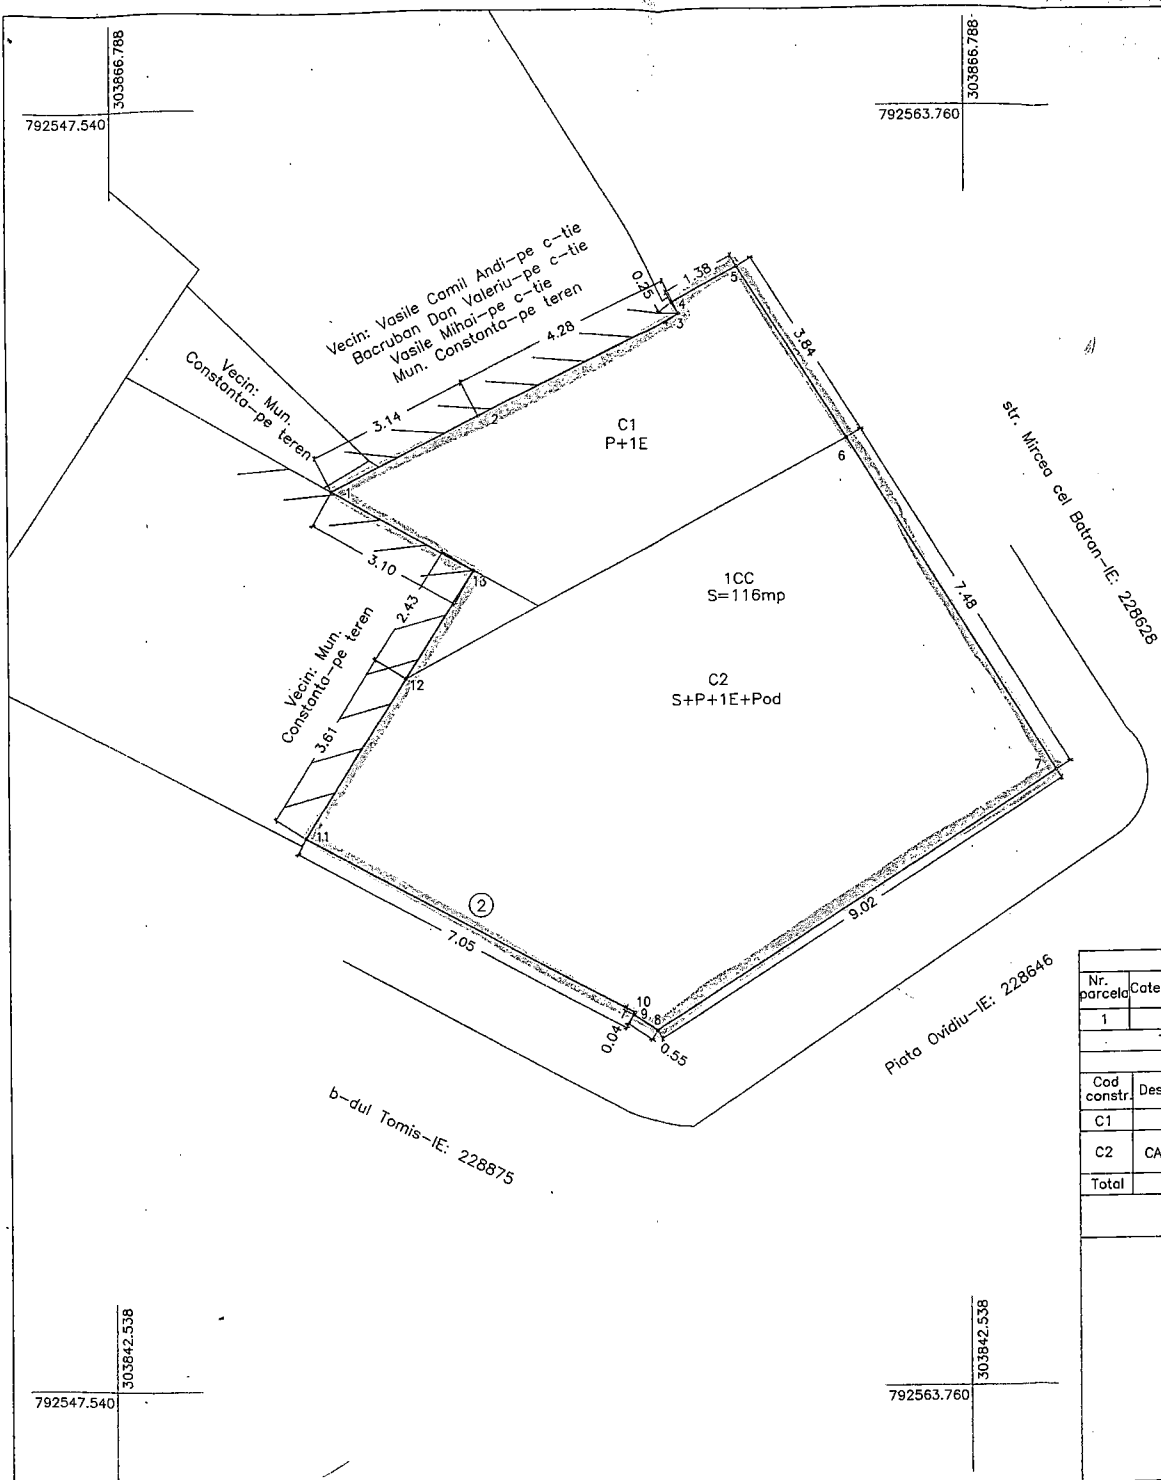 303866.788
792547.540
303866.788
792563.760
Vecin: Vasile Camil Andi-pe c-tie
Bacruban Dan Valeriu-pe c-tie
Vasile Mihai-pe c-tie
Mun. Constanta-pe teren
Vecin: Mun.
Constanta-pe teren
0.25
1.38
4
3
5
4.28
3.84
3.14
2
C1
P+1E
6
1
str. Mircea cel Batran-IE: 228628
3.10
13
2.43
1CC
S=116mp
7.48
Vecin: Mun.
Constanta-pe teren
12
C2
S+P+1E+Pod
3.61
7
11
2
7.05
9.02
10
9
8
0.04
0.55
Piata Ovidiu-IE: 228646
b-dul Tomis-IE: 228875
Nr.
parcela
Cate
1
Cod
constr.
Des
C1
C2
CA
Total
303842.538
792547.540
303842.538
792563.760